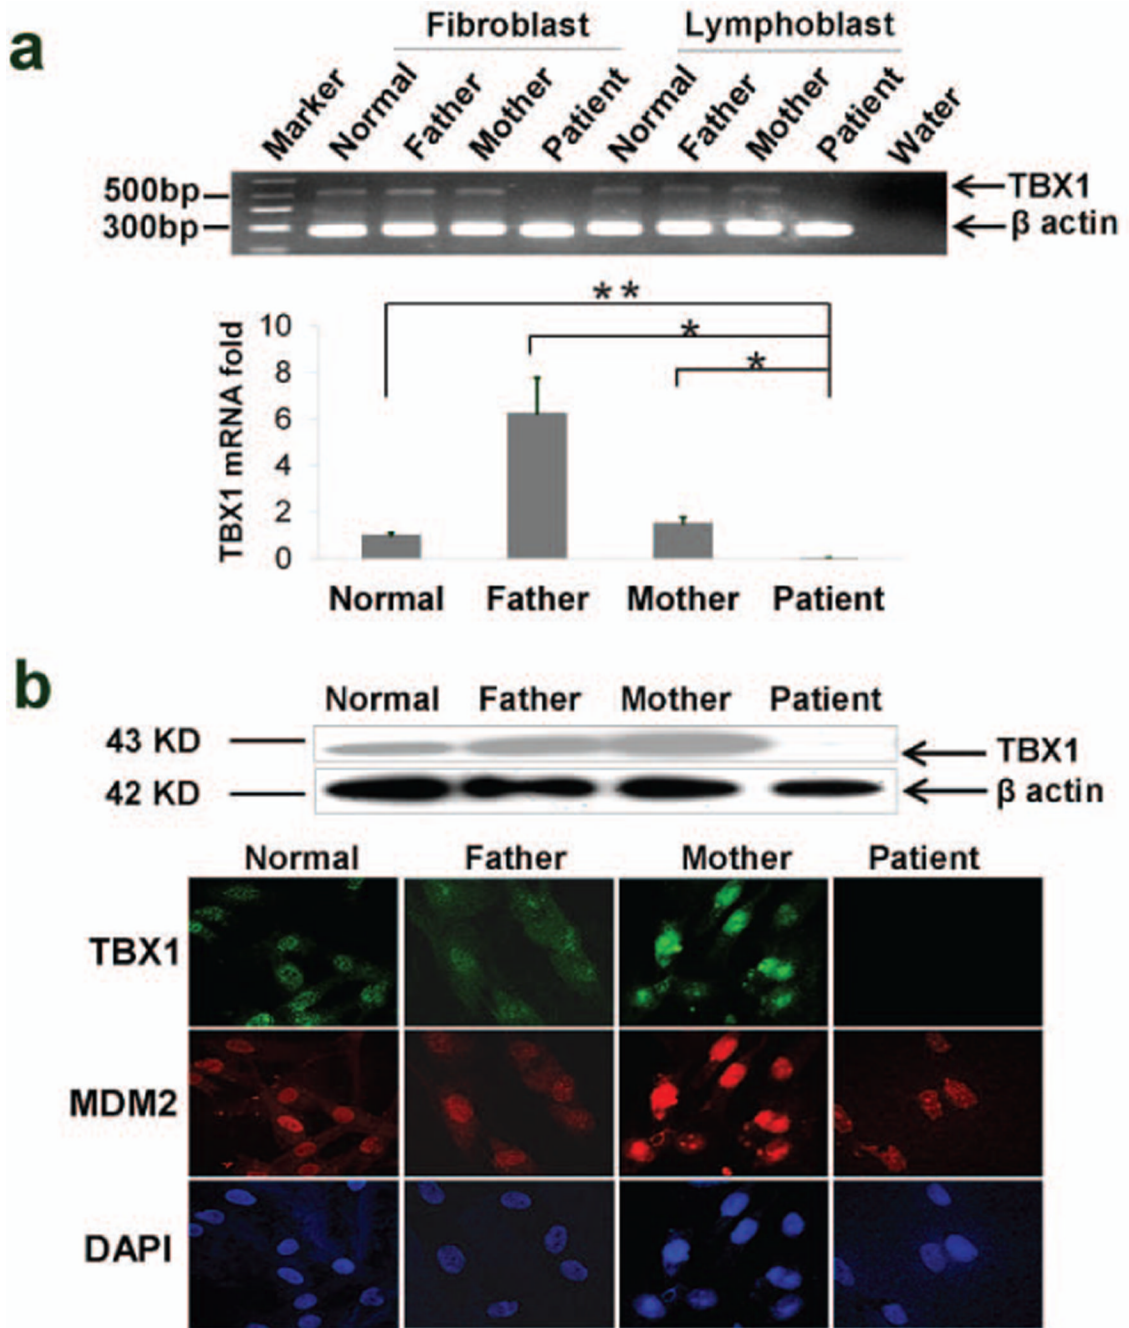 a
Fibroblast Lymphoblast
Marker Normal Father Mother Patient Normal Father Mother Patient Water
500bp TBX1
300bp β actin
**
*
*
TBX1 mRNA fold
10
8
6
4
2
0
Normal Father Mother Patient
b
Normal Father Mother Patient
43 KD TBX1
42 KD β actin
Normal Father Mother Patient
TBX1
MDM2
DAPI